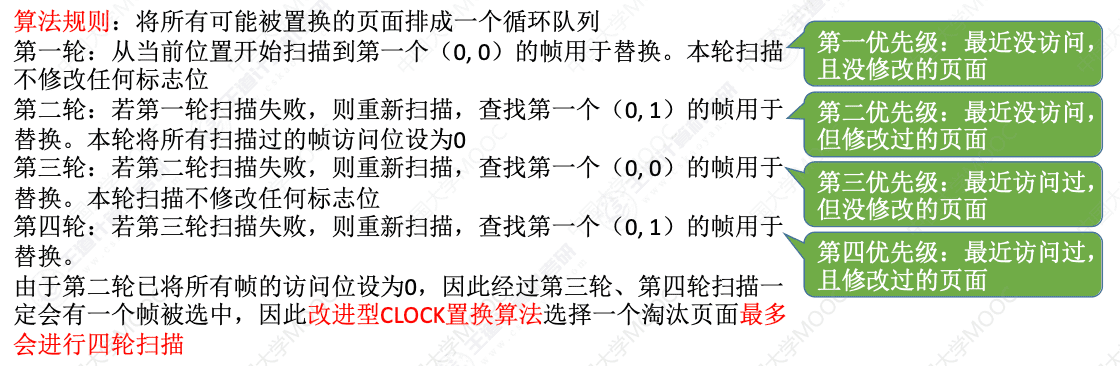 算法规则：将所有可能被置换的页面排成一个循环队列
第一轮：从当前位置开始扫描到第一个（0, 0）的帧用于替换。本轮扫描
不修改任何标志位
第二轮：若第一轮扫描失败，则重新扫描，查找第一个（0, 1）的帧用于
替换。本轮将所有扫描过的帧访问位设为0
第三轮：若第二轮扫描失败，则重新扫描，查找第一个（0, 0）的帧用于
替换。本轮扫描不修改任何标志位
第四轮：若第三轮扫描失败，则重新扫描，查找第一个（0, 1）的帧用于
替换。
由于第二轮已将所有帧的访问位设为0，因此经过第三轮、第四轮扫描一
定会有一个帧被选中，因此改进型CLOCK置换算法选择一个淘汰页面最多
会进行四轮扫描
第一优先级：最近没访问，
且没修改的页面
第二优先级：最近没访问，
但修改过的页面
第三优先级：最近访问过，
但没修改的页面
第四优先级：最近访问过，
且修改过的页面